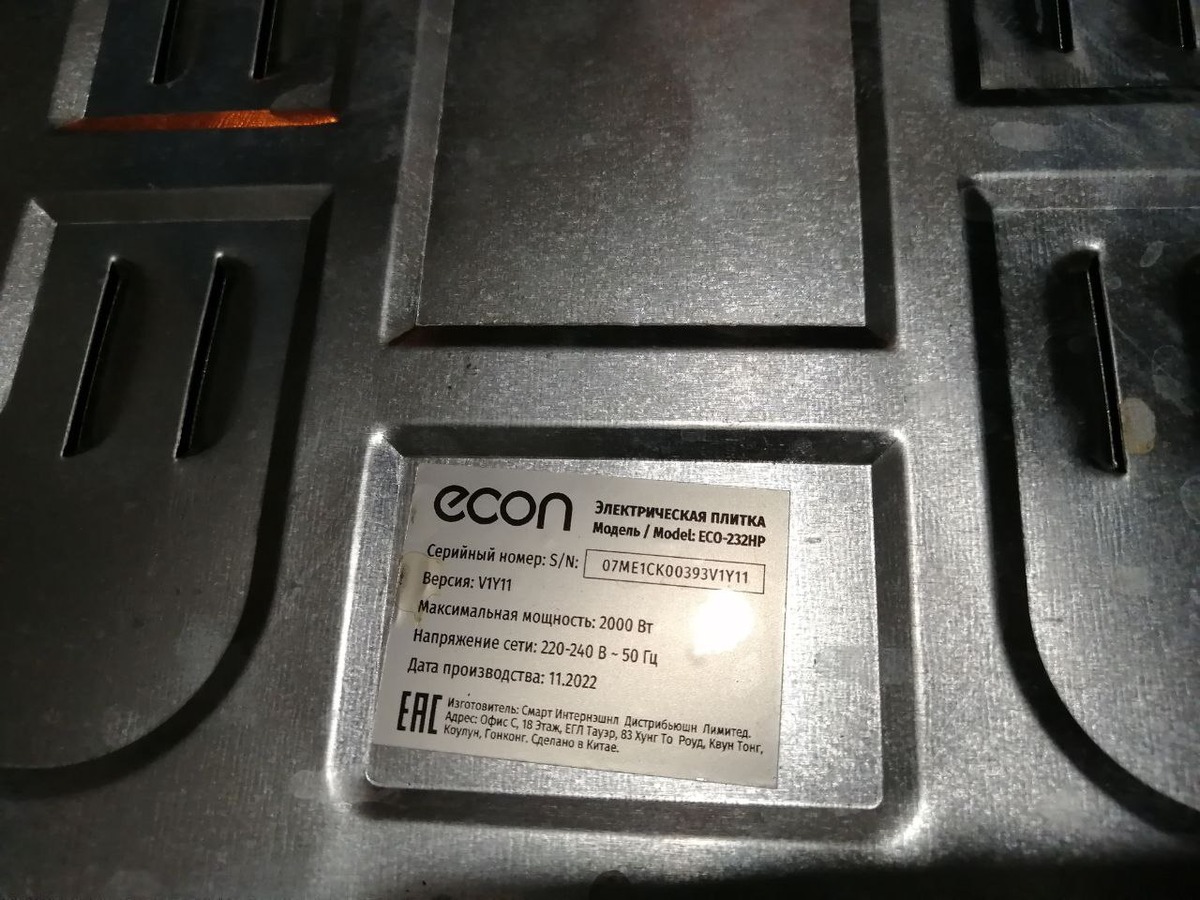 econ
Электрическая плитка
Модель / Model: ECO-232HP
Серийный номер: S/N: 07ME1CK00393V1Y11
Версия: V1Y11
Максимальная мощность: 2000 Вт
Напряжение сети: 220-240 В ~ 50 Гц
Дата производства: 11.2022
EAC
Изготовитель: Смарт Интернэшнл Дистрибьюшн Лимитед.
Адрес: Офис С, 18 Этаж, ЕГЛ Тауэр, 83 Хунг То Роуд, Квун Тонг,
Коулун, Гонконг. Сделано в Китае.